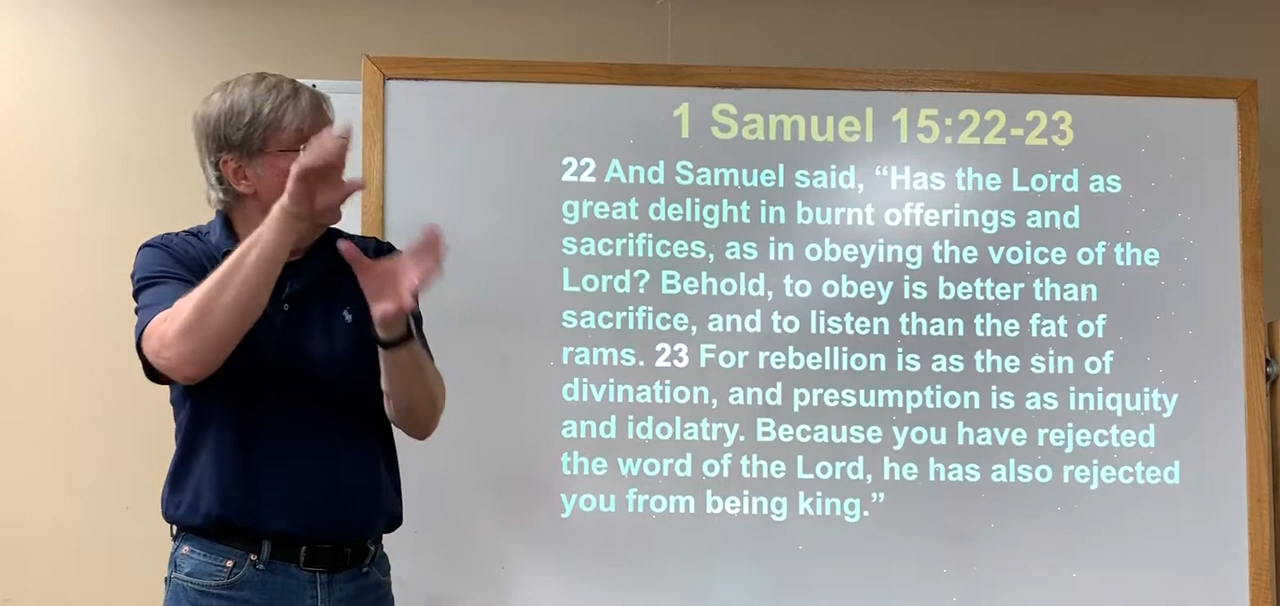 1 Samuel 15:22-23
22 And Samuel said, “Has the Lord as
great delight in burnt offerings and
sacrifices, as in obeying the voice of the
Lord? Behold, to obey is better than
sacrifice, and to listen than the fat of
rams. 23 For rebellion is as the sin of
divination, and presumption is as iniquity
and idolatry. Because you have rejected
the word of the Lord, he has also rejected
you from being king.”